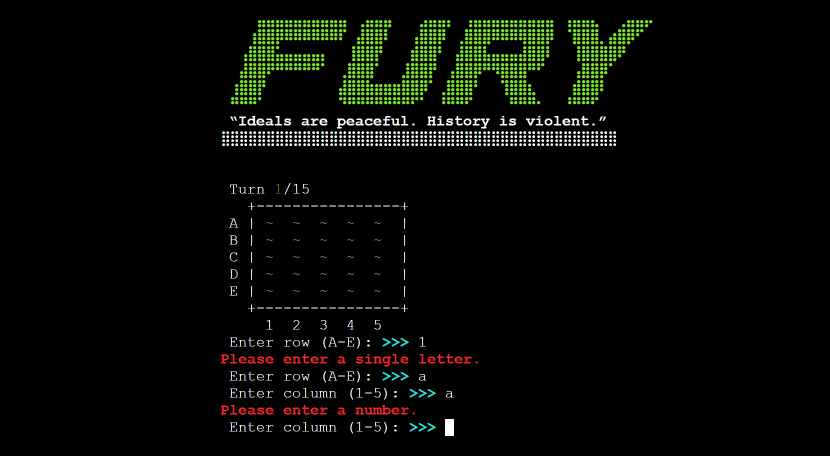 FURY
“Ideals are peaceful. History is violent.”
Turn 1/15
+----------------+
A | ~ ~ ~ ~ ~ |
B | ~ ~ ~ ~ ~ |
C | ~ ~ ~ ~ ~ |
D | ~ ~ ~ ~ ~ |
E | ~ ~ ~ ~ ~ |
+----------------+
1 2 3 4 5
Enter row (A-E): >>> 1
Please enter a single letter.
Enter row (A-E): >>> a
Enter column (1-5): >>> a
Please enter a number.
Enter column (1-5): >>>